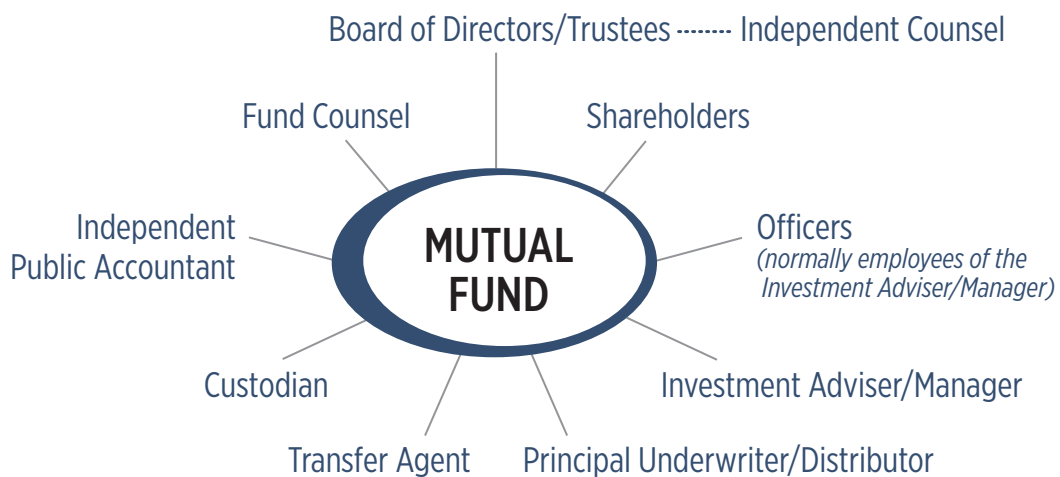 Board of Directors/Trustees -------- Independent Counsel
Fund Counsel
Shareholders
Independent
Public Accountant
MUTUAL
FUND
Officers
(normally employees of the
Investment Adviser/Manager)
Custodian
Investment Adviser/Manager
Transfer Agent
Principal Underwriter/Distributor